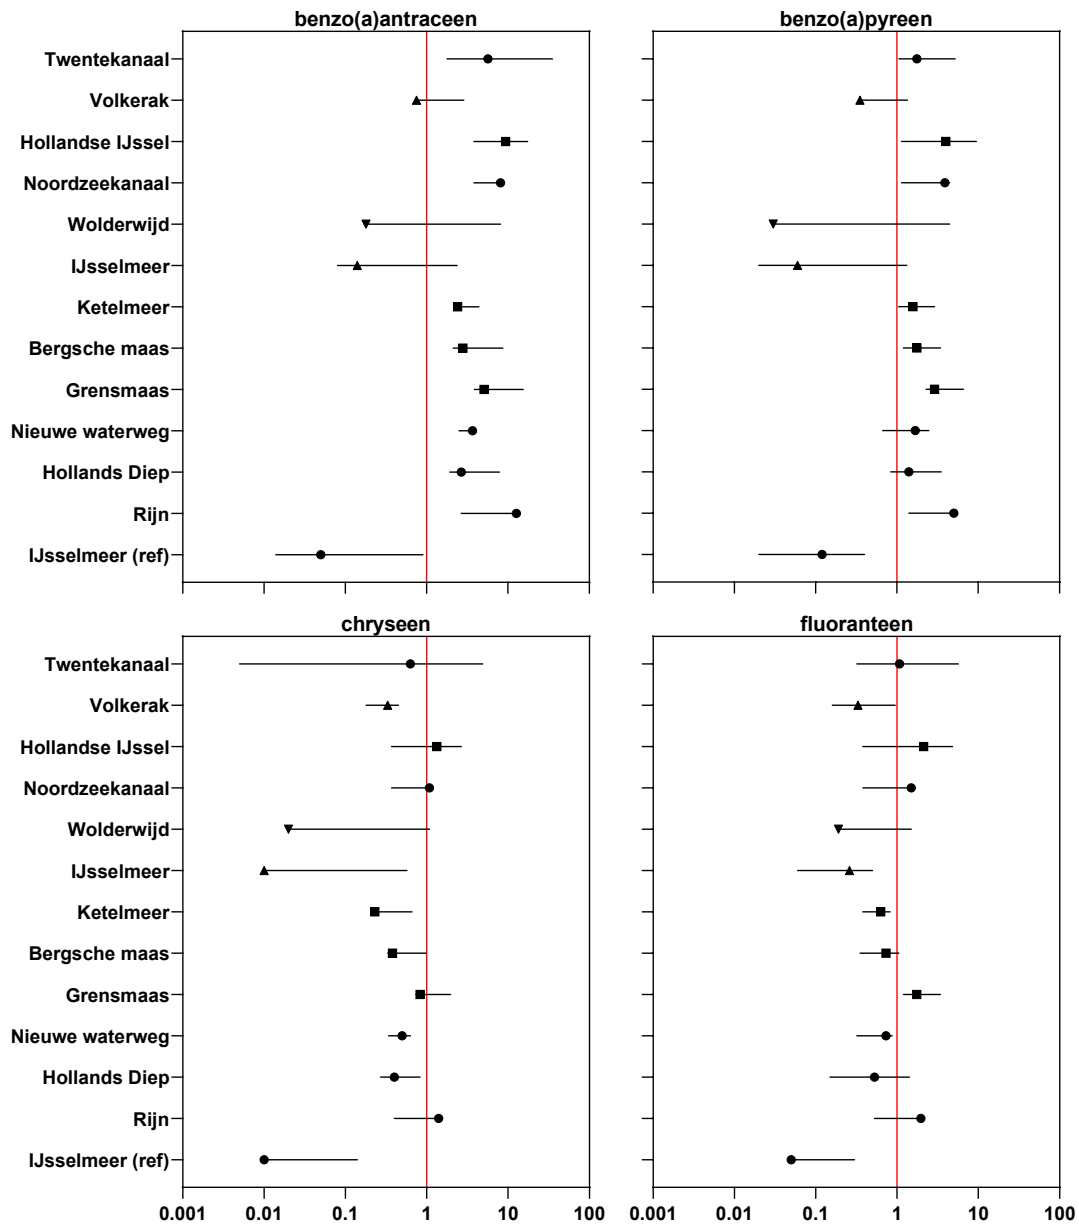 benzo(a)antraceen
benzo(a)pyreen
Twentekanaal
Volkerak
Hollandse IJssel
Noordzeekanaal
Wolderwijd
IJsselmeer
Ketelmeer
Bergsche maas
Grensmaas
Nieuwe waterweg
Hollands Diep
Rijn
IJsselmeer (ref)
chryseen
fluoranteen
Twentekanaal
Volkerak
Hollandse IJssel
Noordzeekanaal
Wolderwijd
IJsselmeer
Ketelmeer
Bergsche maas
Grensmaas
Nieuwe waterweg
Hollands Diep
Rijn
IJsselmeer (ref)
0.001 0.01 0.1 1 10 100
0.001 0.01 0.1 1 10 100